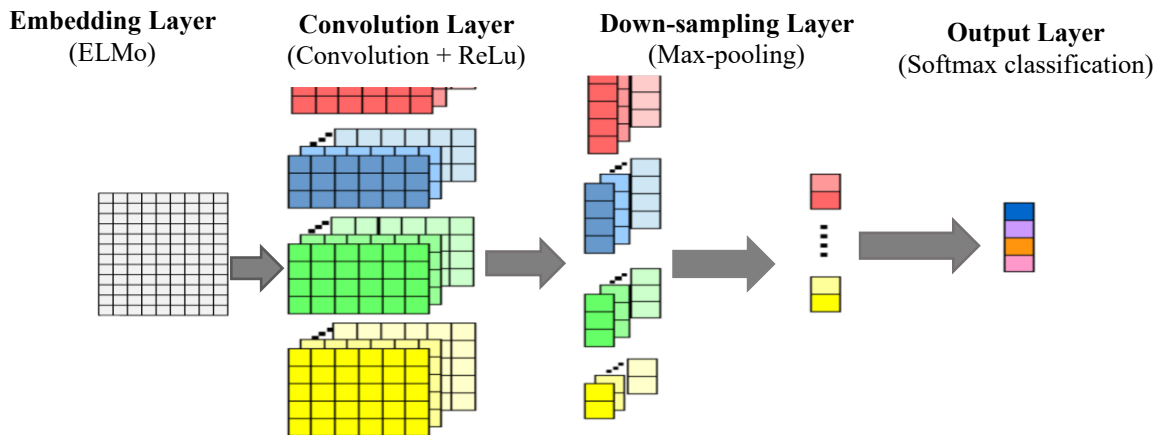 Embedding Layer
(ELMo)
Convolution Layer
(Convolution + ReLu)
Down-sampling Layer
(Max-pooling)
Output Layer
(Softmax classification)